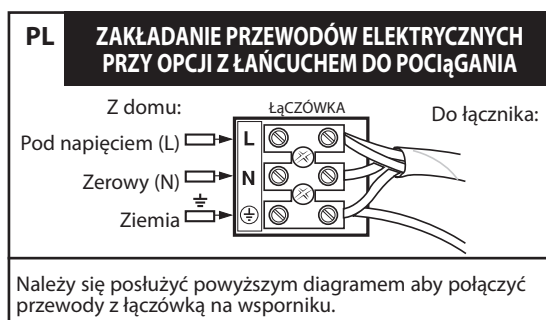 PL
ZAKŁADANIE PRZEWODÓW ELEKTRYCZNYCH
PRZY OPCJI Z ŁAŃCUCHEM DO POCIąGANIA
Z domu:
ŁąCZÓWKA
Do łącznika:
Pod napięciem (L)
L
Zerowy (N)
N
Ziemia
Należy się posłużyć powyższym diagramem aby połączyć
przewody z łączówką na wsporniku.